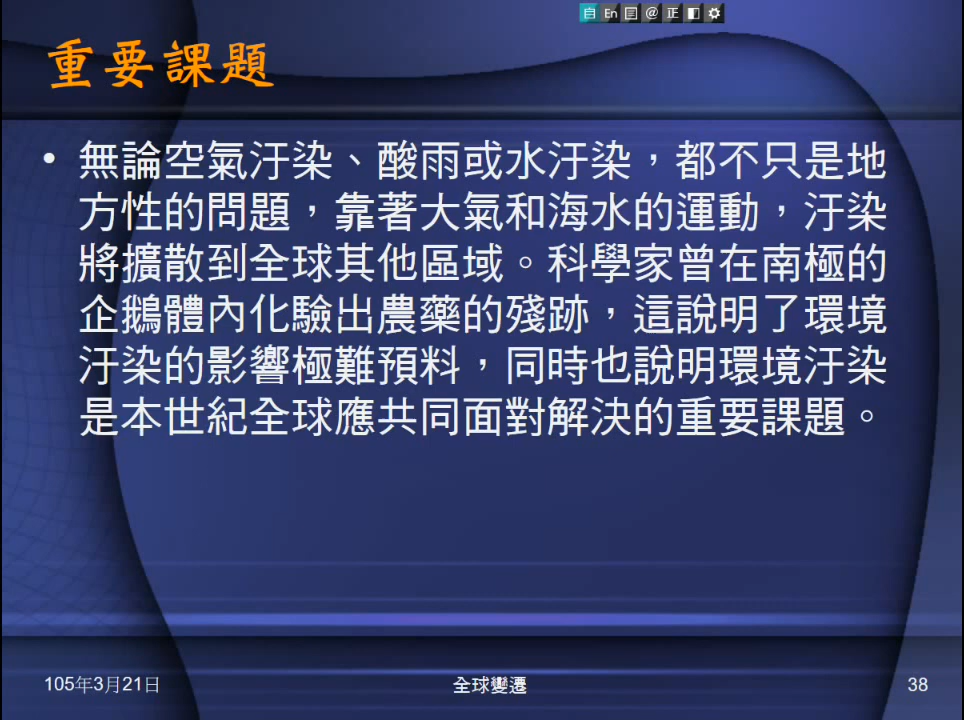 自 En @ 正
重要課題
• 無論空氣汙染、酸雨或水汙染，都不只是地
方性的問題，靠著大氣和海水的運動，汙染
將擴散到全球其他區域。科學家曾在南極的
企鵝體內化驗出農藥的殘跡，這說明了環境
汙染的影響極難預料，同時也說明環境汙染
是本世紀全球應共同面對解決的重要課題。
105年3月21日
全球變遷
38